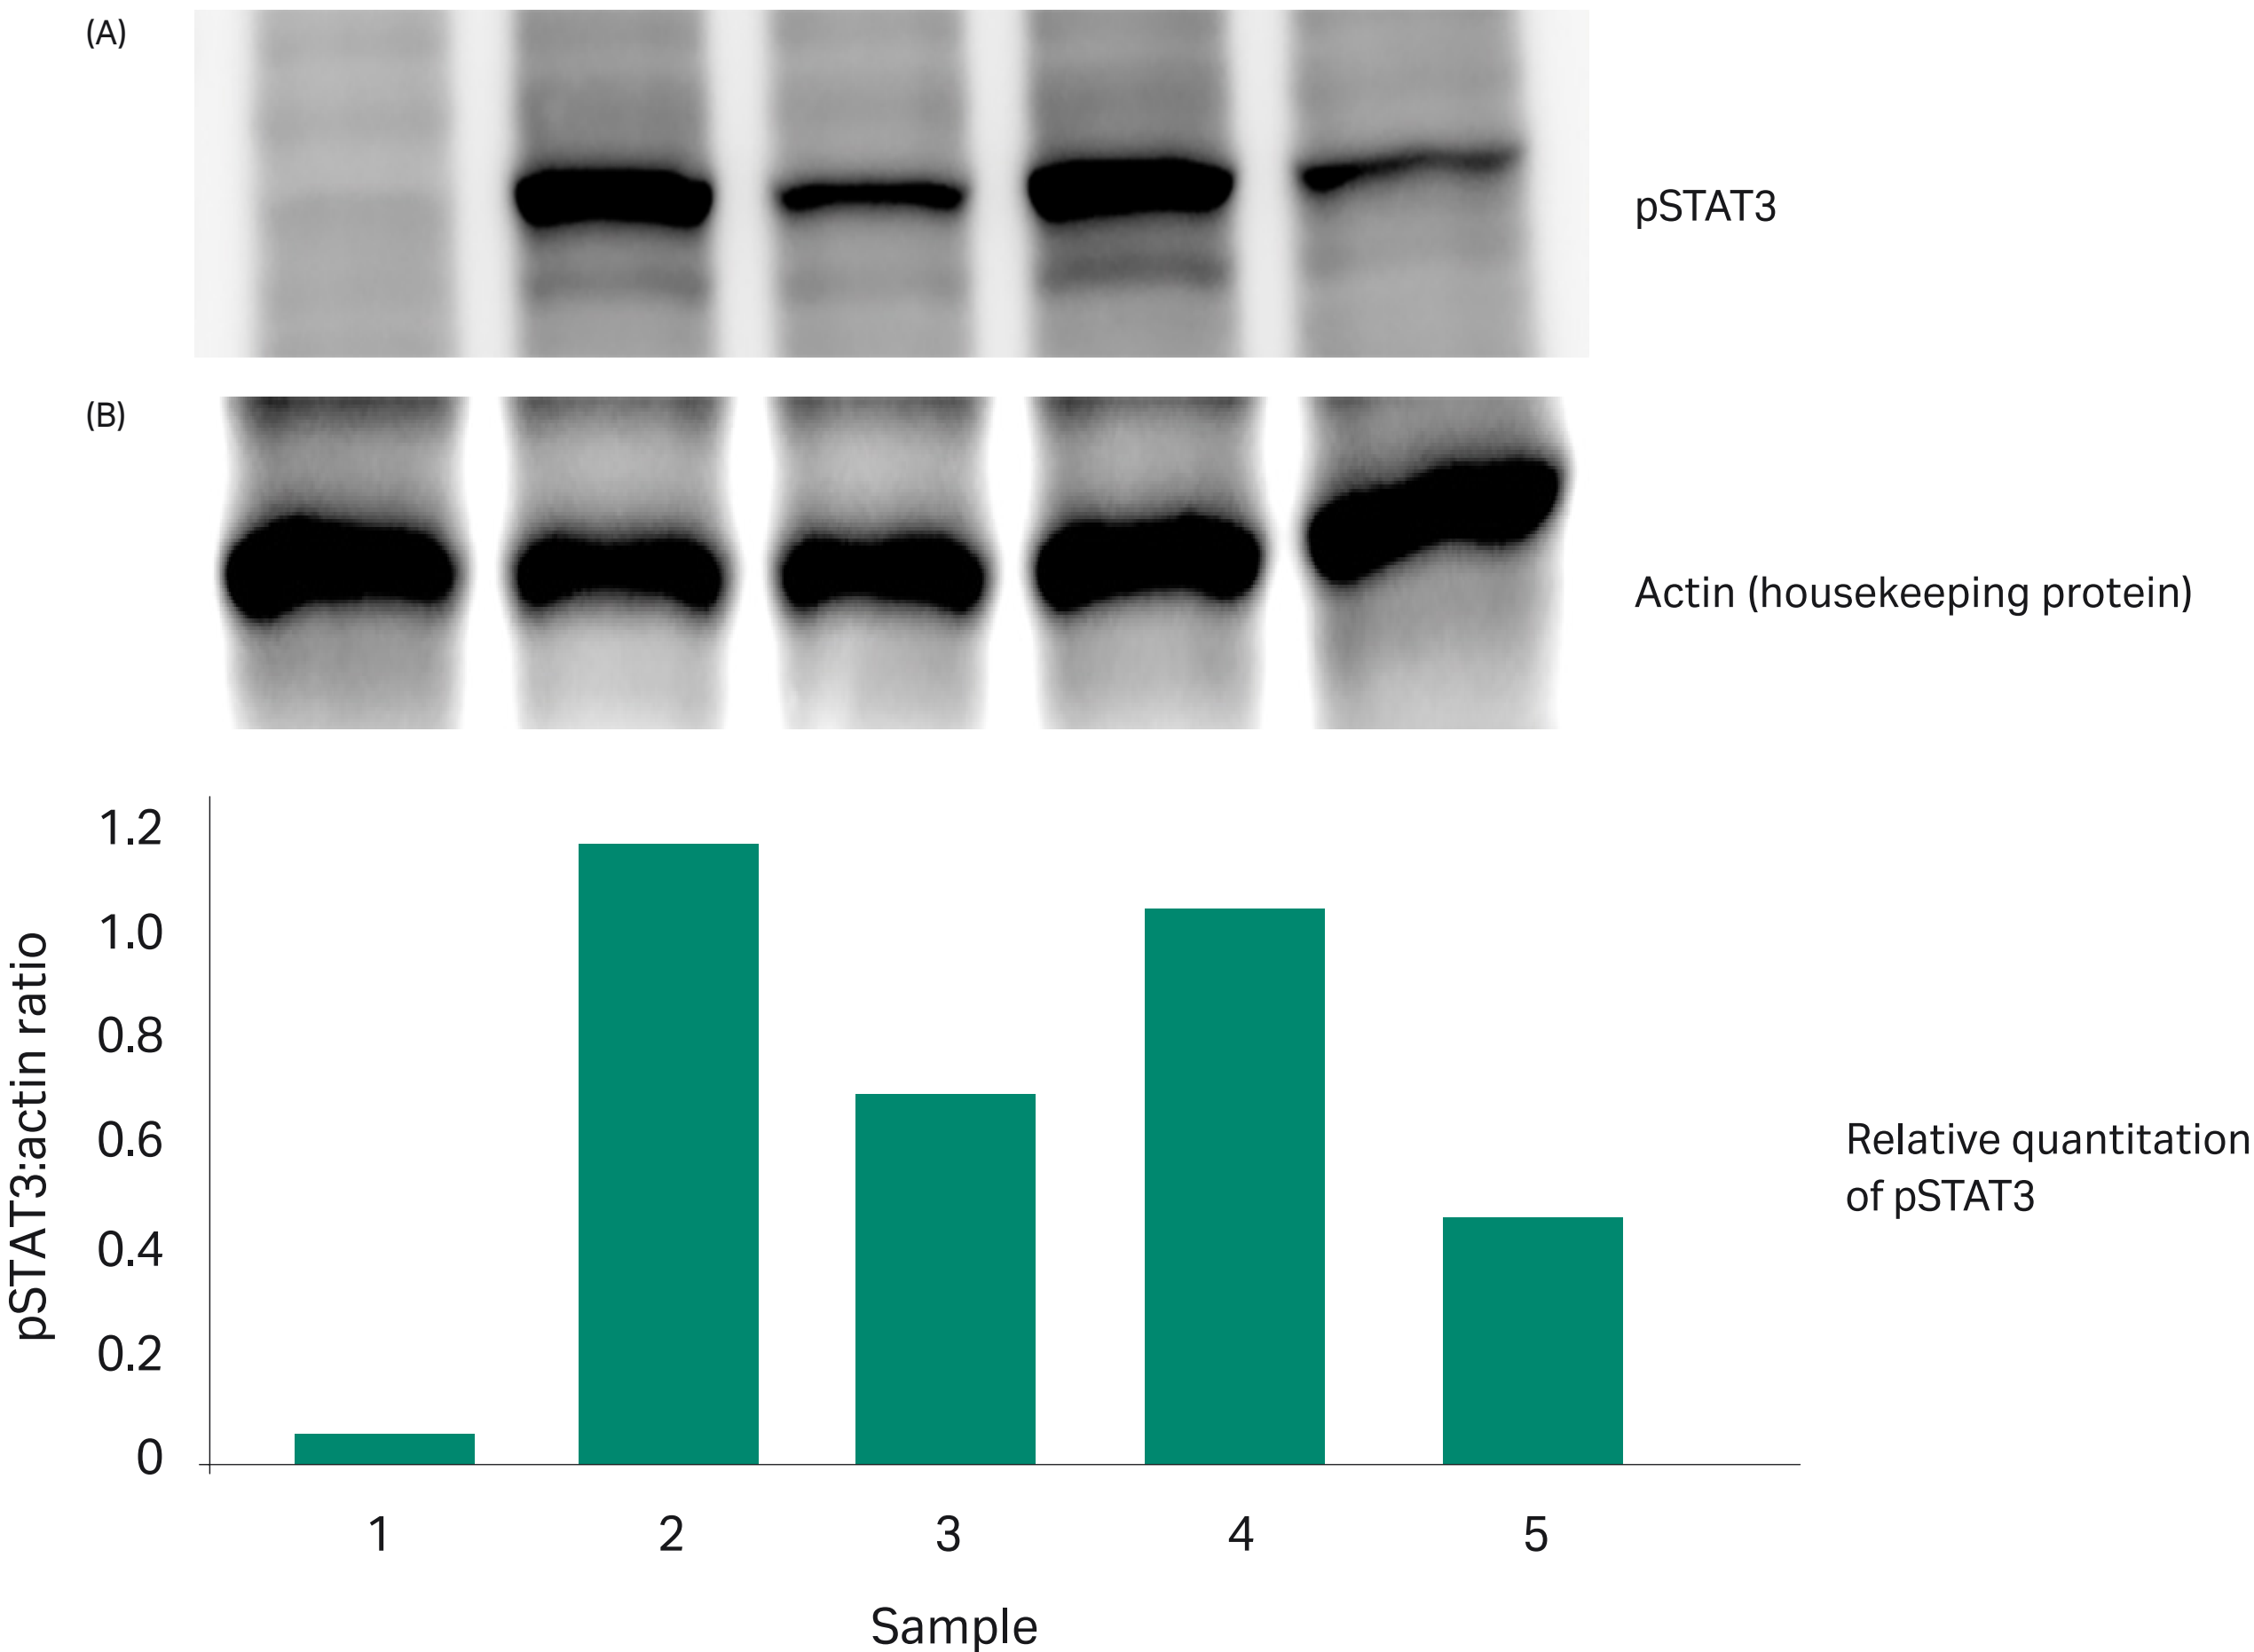 (A)
pSTAT3
(B)
Actin (housekeeping protein)
pSTAT3:actin ratio
1.2
1.0
0.8
0.6
0.4
0.2
0
Relative quantitation
of pSTAT3
1 2 3 4 5
Sample